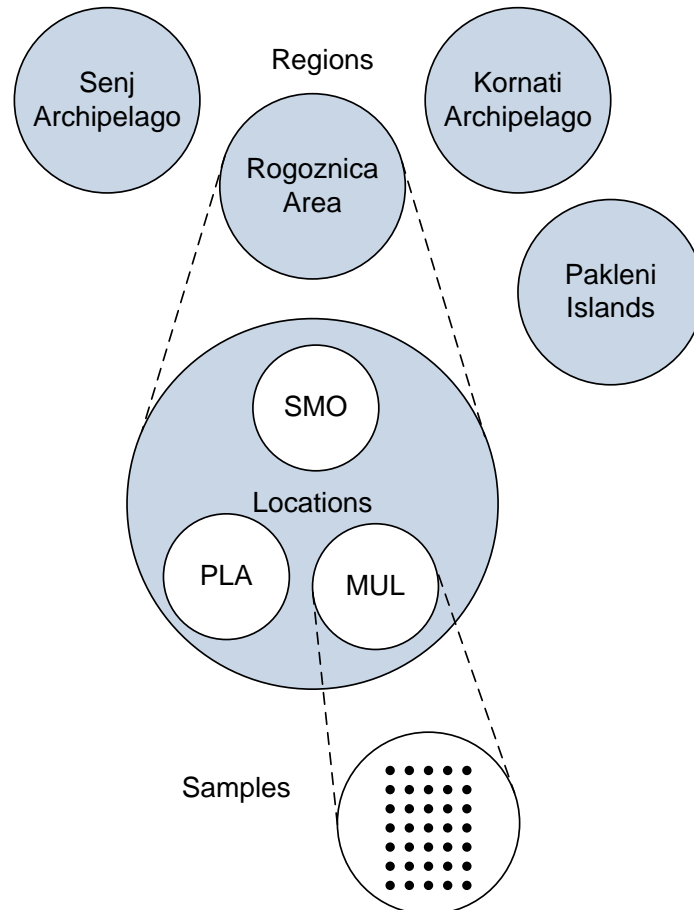 Senj
Archipelago
Regions
Kornati
Archipelago
Rogoznica
Area
Pakleni
Islands
SMO
Locations
PLA
MUL
Samples